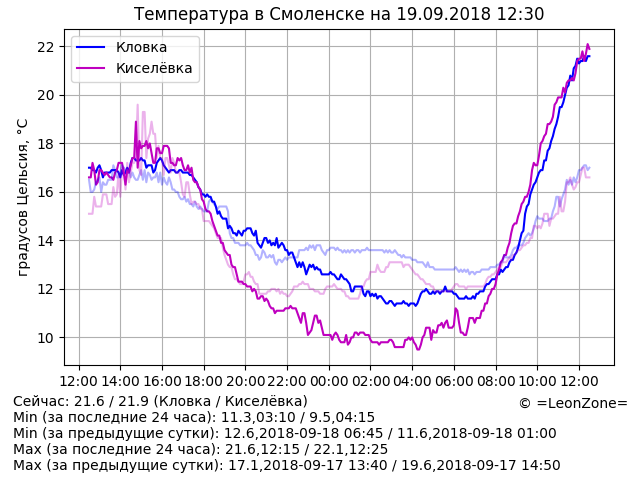 Температура в Смоленске на 19.09.2018 12:30
Кловка
Киселёвка
градусов Цельсия, °C
22
20
18
16
14
12
10
12:00 14:00 16:00 18:00 20:00 22:00 00:00 02:00 04:00 06:00 08:00 10:00 12:00
Сейчас: 21.6 / 21.9 (Кловка / Киселёвка)
© =LeonZone=
Min (за последние 24 часа): 11.3,03:10 / 9.5,04:15
Min (за предыдущие сутки): 12.6,2018-09-18 06:45 / 11.6,2018-09-18 01:00
Max (за последние 24 часа): 21.6,12:15 / 22.1,12:25
Max (за предыдущие сутки): 17.1,2018-09-17 13:40 / 19.6,2018-09-17 14:50